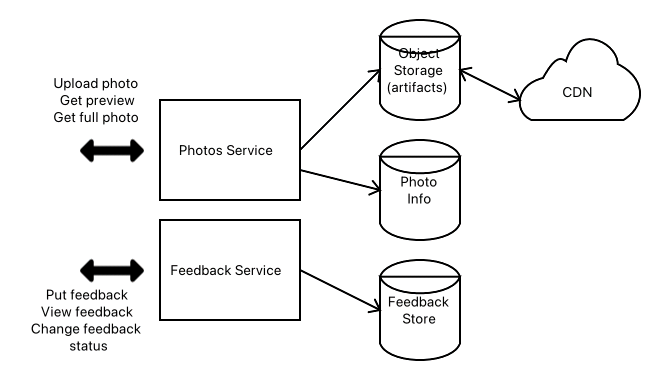 Upload photo
Get preview
Get full photo
Photos Service
Object
Storage
(artifacts)
CDN
Photo
Info
Feedback Service
Put feedback
View feedback
Change feedback
status
Feedback
Store